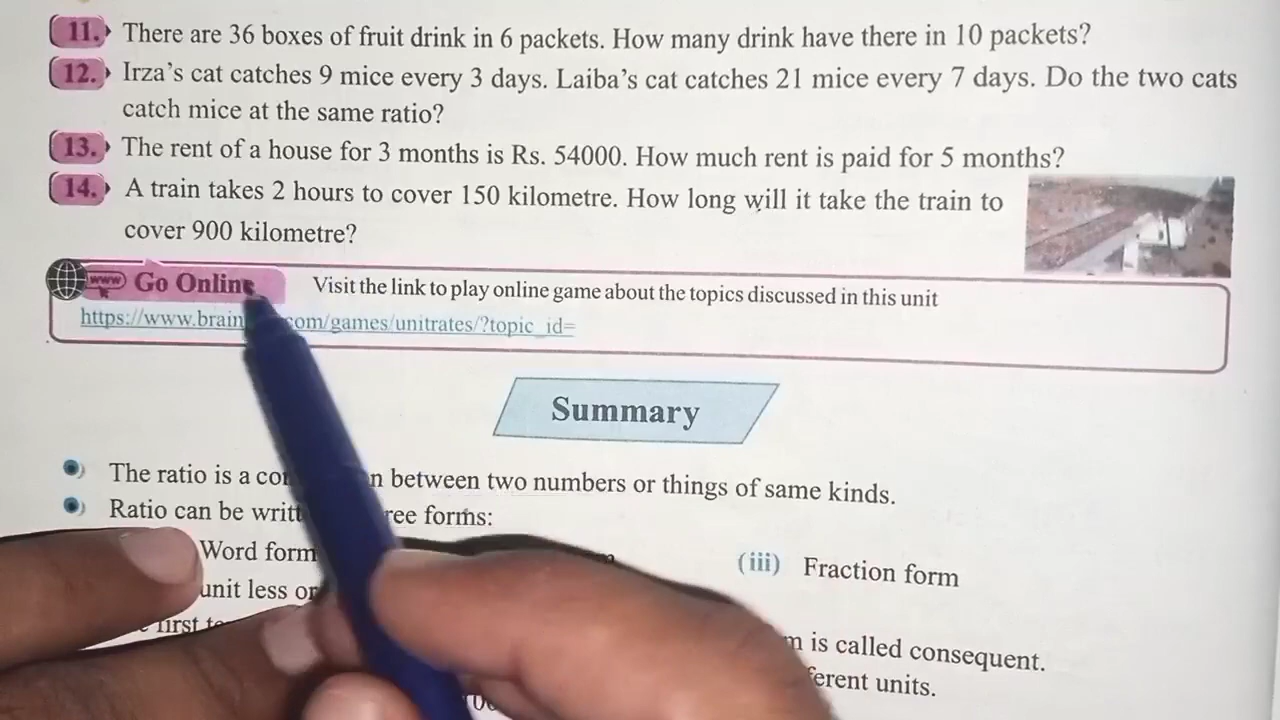 11. There are 36 boxes of fruit drink in 6 packets. How many drink have there in 10 packets?
12. Irza's cat catches 9 mice every 3 days. Laiba's cat catches 21 mice every 7 days. Do the two cats
catch mice at the same ratio?
13. The rent of a house for 3 months is Rs. 54000. How much rent is paid for 5 months?
14. A train takes 2 hours to cover 150 kilometre. How long will it take the train to
cover 900 kilometre?
www Go Online Visit the link to play online game about the topics discussed in this unit
https://www.brain com/games/unitrates/?topic_id=
Summary
The ratio is a between two numbers or things of same kinds.
Ratio can be forms:
Word form (iii) Fraction form
unit less or
first is called consequent.
units.